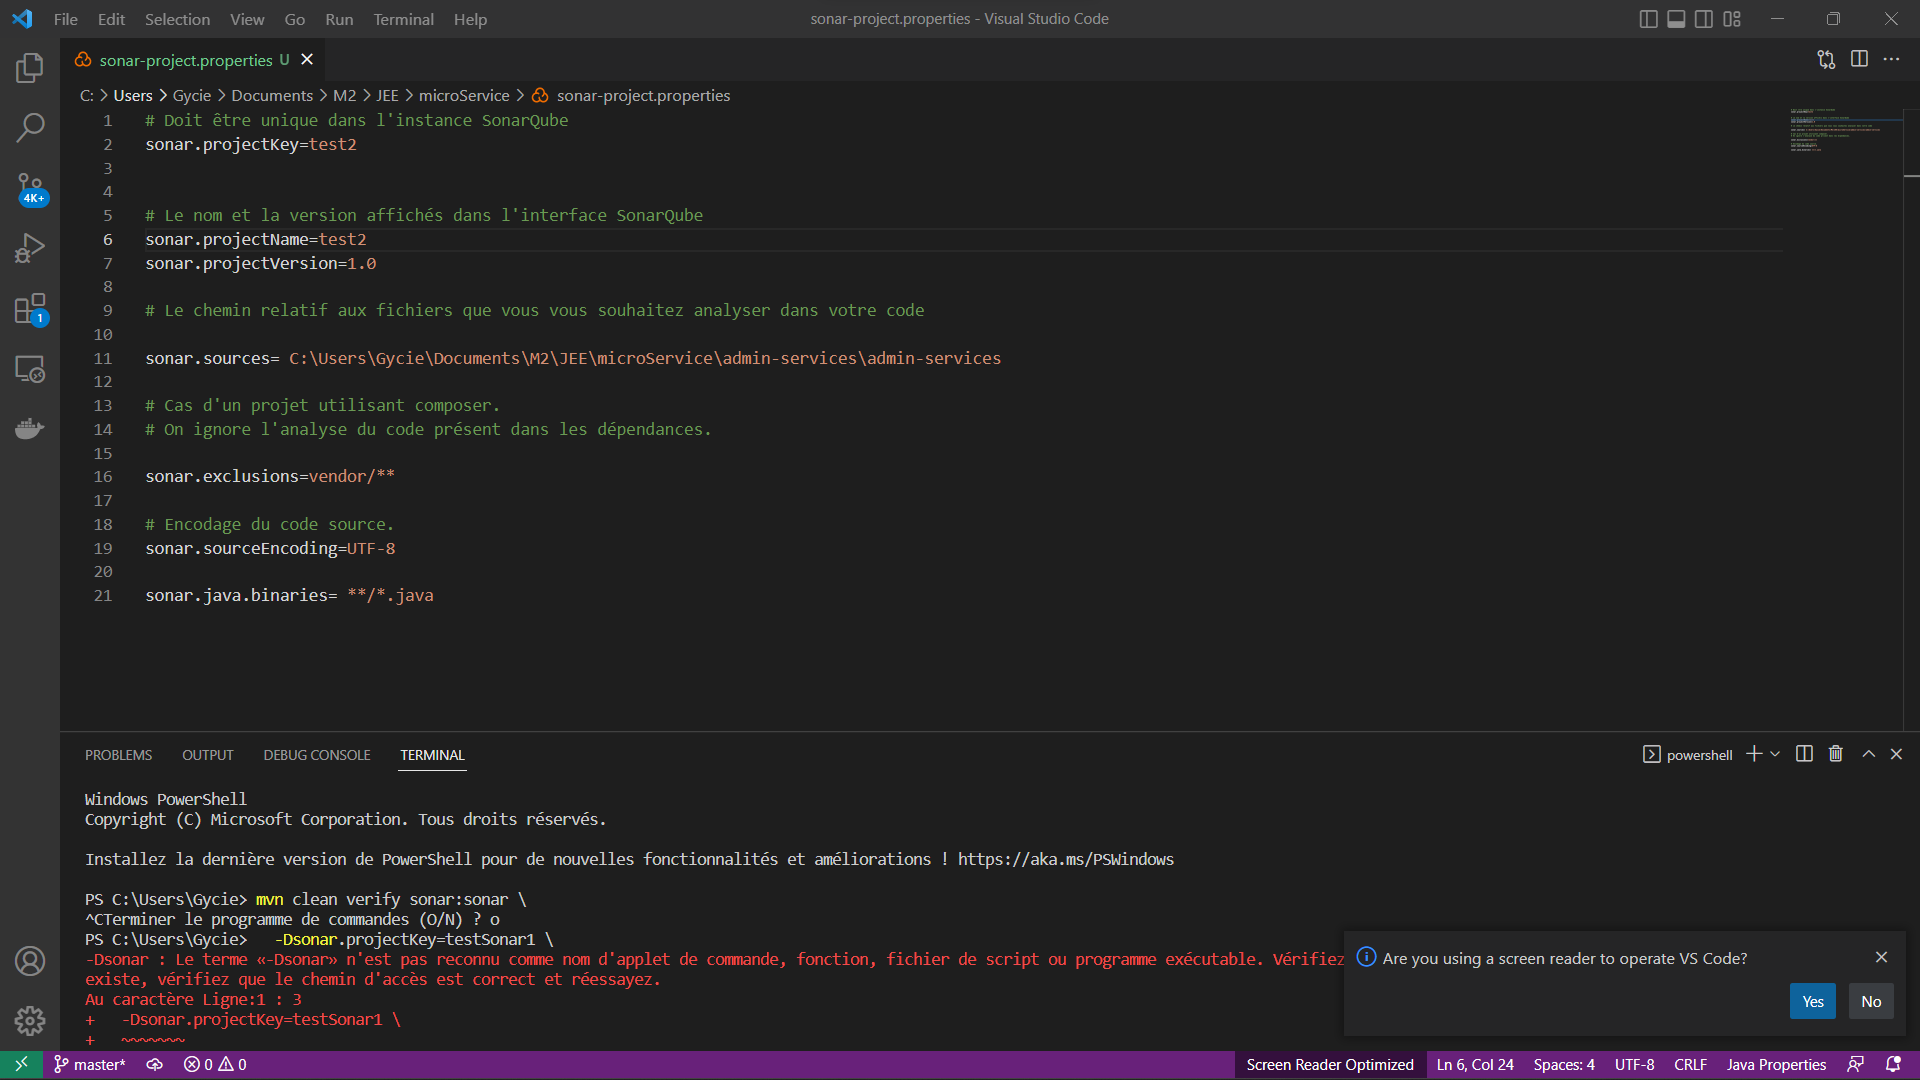 File Edit Selection View Go Run Terminal Help
sonar-project.properties - Visual Studio Code
sonar-project.properties U
C: > Users > Gycie > Documents > M2 > JEE > microService > sonar-project.properties
1 # Doit être unique dans l'instance SonarQube
2 sonar.projectKey=test2
3
4
5 # Le nom et la version affichés dans l'interface SonarQube
6 sonar.projectName=test2
7 sonar.projectVersion=1.0
8
9 # Le chemin relatif aux fichiers que vous vous souhaitez analyser dans votre code
10
11 sonar.sources= C:\Users\Gycie\Documents\M2\JEE\microService\admin-services\admin-services
12
13 # Cas d'un projet utilisant composer.
14 # On ignore l'analyse du code présent dans les dépendances.
15
16 sonar.exclusions=vendor/**
17
18 # Encodage du code source.
19 sonar.sourceEncoding=UTF-8
20
21 sonar.java.binaries= **/*.java
4K+
1
PROBLEMS OUTPUT DEBUG CONSOLE TERMINAL
powershell
Windows PowerShell
Copyright (C) Microsoft Corporation. Tous droits réservés.
Installez la dernière version de PowerShell pour de nouvelles fonctionnalités et améliorations ! https://aka.ms/PSWindows
PS C:\Users\Gycie> mvn clean verify sonar:sonar \
^CTerminer le programme de commandes (O/N) ? o
PS C:\Users\Gycie>   -Dsonar.projectKey=testSonar1 \
-Dsonar : Le terme «-Dsonar» n'est pas reconnu comme nom d'applet de commande, fonction, fichier de script ou programme exécutable. Vérifiez
existe, vérifiez que le chemin d'accès est correct et réessayez.
Au caractère Ligne:1 : 3
+   -Dsonar.projectKey=testSonar1 \
+   ~~~~~~~
Are you using a screen reader to operate VS Code?
Yes No
master* 0 0
Screen Reader Optimized Ln 6, Col 24 Spaces: 4 UTF-8 CRLF Java Properties